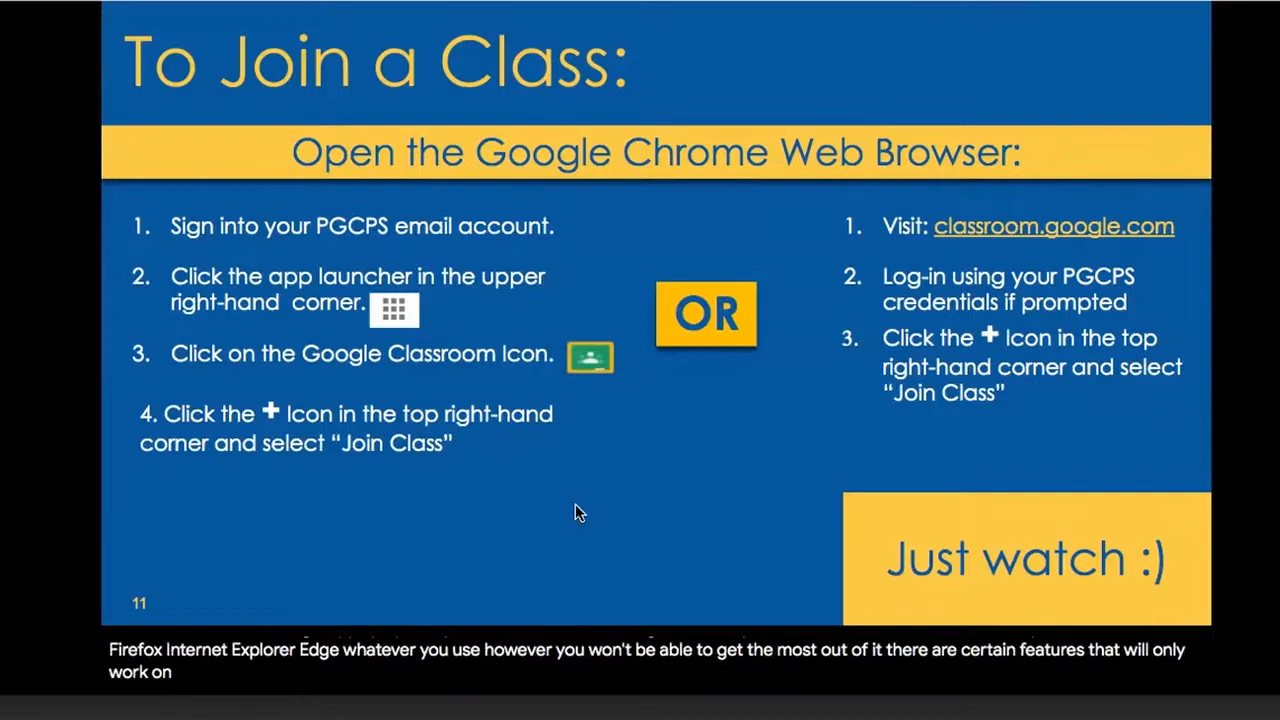 To Join a Class:
Open the Google Chrome Web Browser:
1. Sign into your PGCPS email account.
2. Click the app launcher in the upper
right-hand corner.
3. Click on the Google Classroom Icon.
4. Click the + Icon in the top right-hand
corner and select “Join Class”
OR
1. Visit: classroom.google.com
2. Log-in using your PGCPS
credentials if prompted
3. Click the + Icon in the top
right-hand corner and select
“Join Class”
Just watch :)
11
Firefox Internet Explorer Edge whatever you use however you won't be able to get the most out of it there are certain features that will only
work on